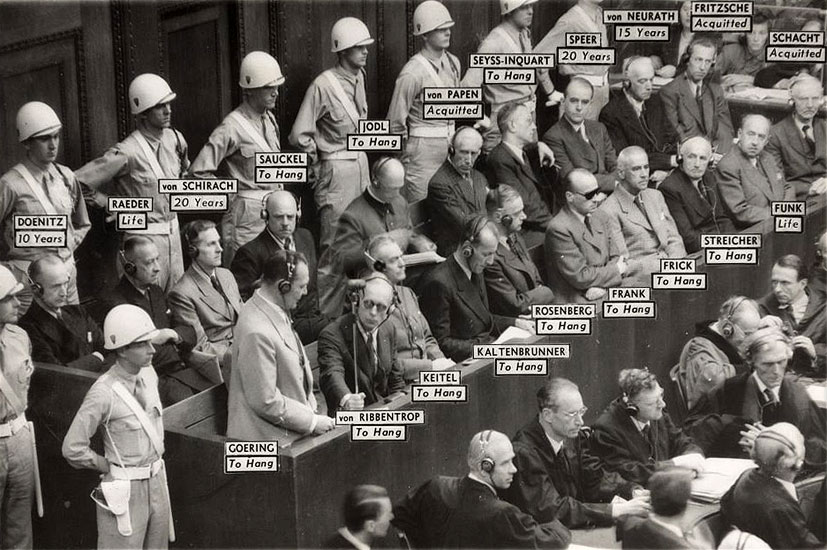 FRITZSCHE
Acquitted
von NEURATH
15 Years
SCHACHT
Acquitted
SPEER
20 Years
SEYSS-INQUART
To Hang
von PAPEN
Acquitted
JODL
To Hang
SAUCKEL
To Hang
von SCHIRACH
20 Years
RAEDER
Life
DOENITZ
10 Years
FUNK
Life
STREICHER
To Hang
FRICK
To Hang
FRANK
To Hang
ROSENBERG
To Hang
KALTENBRUNNER
To Hang
KEITEL
To Hang
von RIBBENTROP
To Hang
GOERING
To Hang